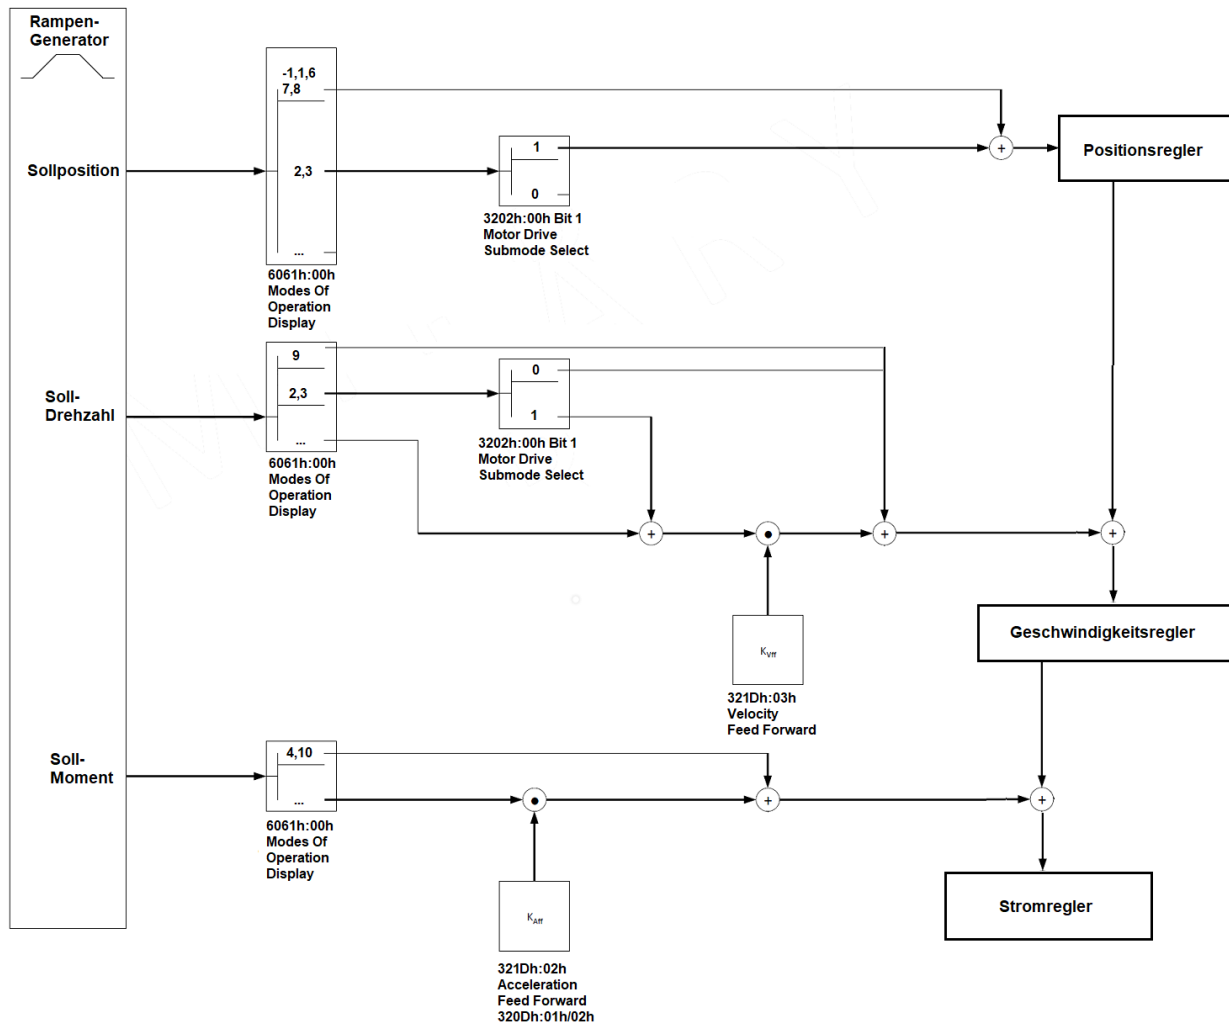 Rampen-
Generator
-1,1,6
7,8
Sollposition
2,3
...
6061h:00h
Modes Of
Operation
Display
1
0
3202h:00h Bit 1
Motor Drive
Submode Select
+
Positionsregler
Soll-
Drehzahl
9
2,3
...
6061h:00h
Modes Of
Operation
Display
0
1
3202h:00h Bit 1
Motor Drive
Submode Select
+
+
+
KVff
321Dh:03h
Velocity
Feed Forward
Geschwindigkeitsregler
Soll-
Moment
4,10
...
6061h:00h
Modes Of
Operation
Display
+
+
KAff
321Dh:02h
Acceleration
Feed Forward
320Dh:01h/02h
Stromregler